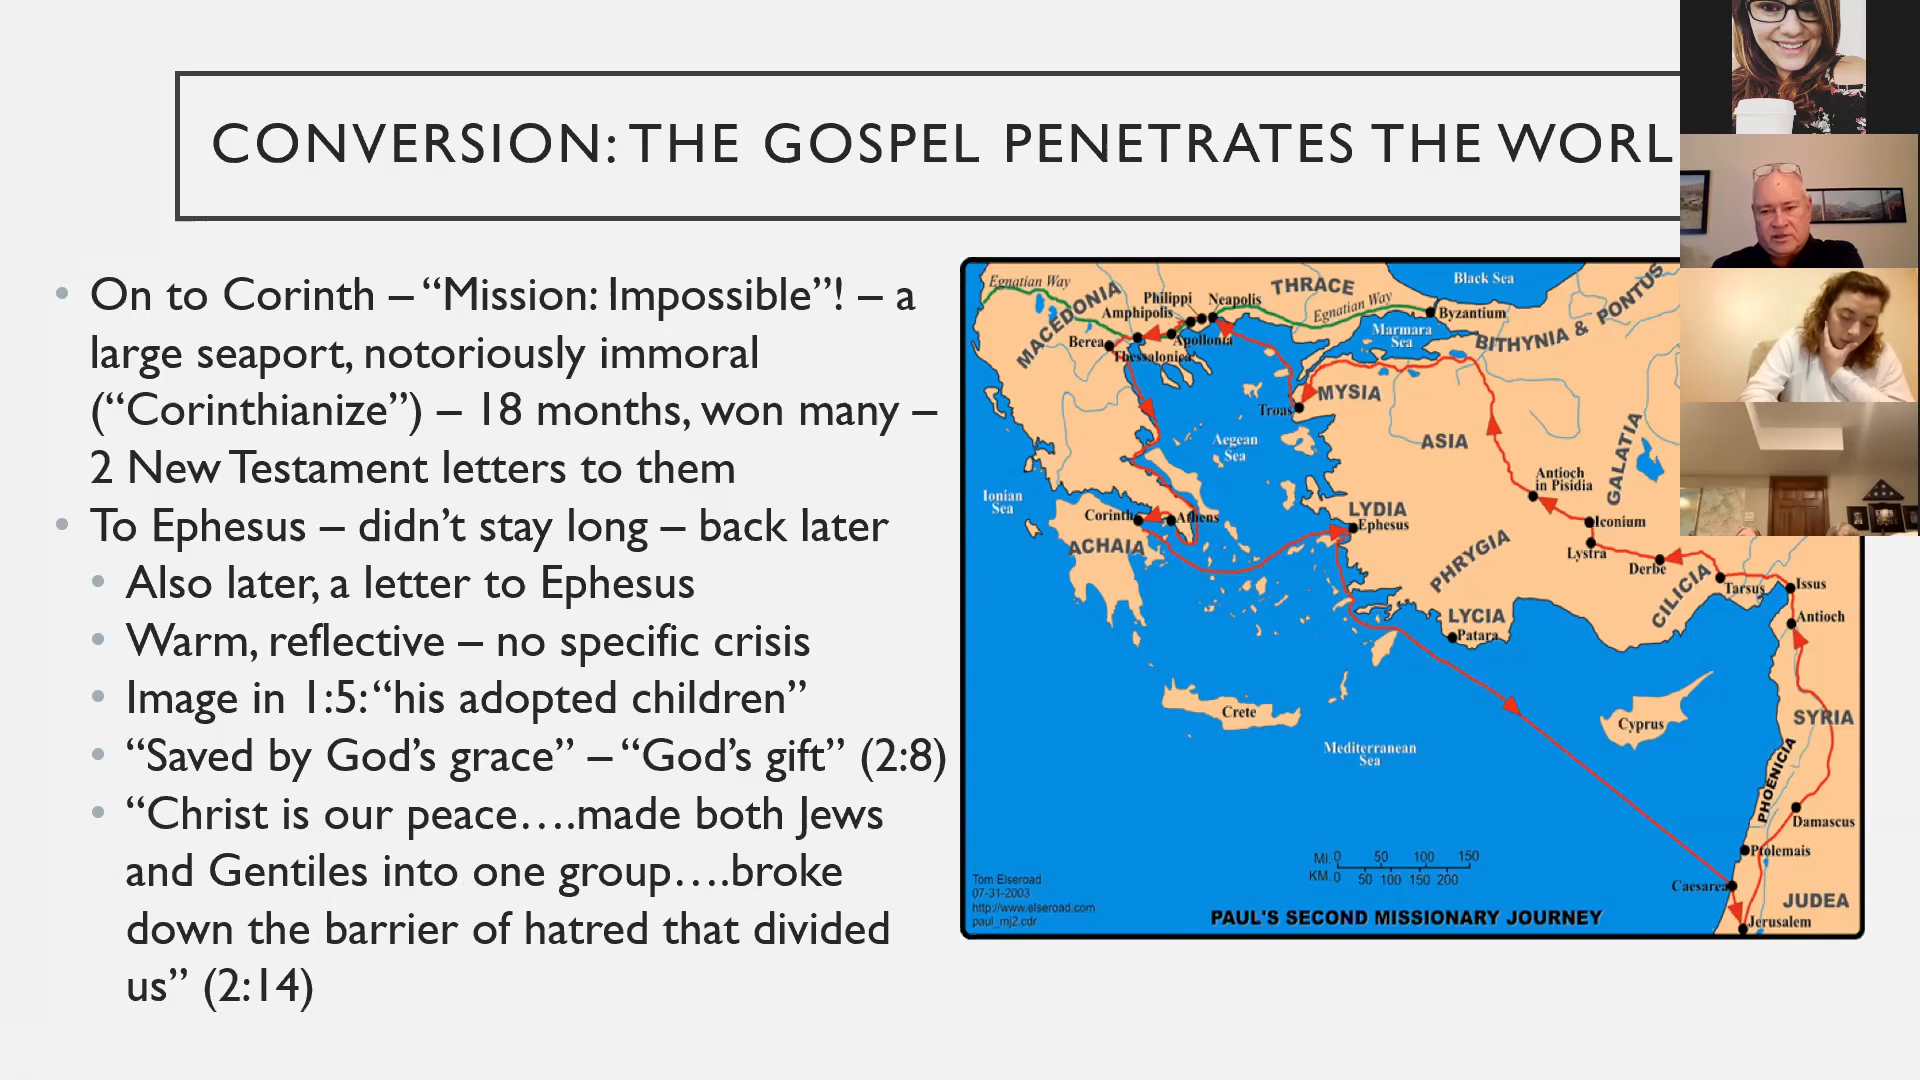 CONVERSION: THE GOSPEL PENETRATES THE WORL
• On to Corinth – “Mission: Impossible”! – a
large seaport, notoriously immoral
(“Corinthianize”) – 18 months, won many –
2 New Testament letters to them
• To Ephesus – didn’t stay long – back later
• Also later, a letter to Ephesus
• Warm, reflective – no specific crisis
• Image in 1:5: “his adopted children”
• “Saved by God’s grace” – “God’s gift” (2:8)
• “Christ is our peace….made both Jews
and Gentiles into one group….broke
down the barrier of hatred that divided
us” (2:14)
Egnatian Way
MACEDONIA
Philippi
Neapolis
THRACE
Egnatian Way
Black Sea
Amphipolis
Byzantium
Berea
Apollonia
Thessalonica
Marmara
Sea
BITHYNIA & PONTUS
Troas
MYSIA
Aegean
Sea
ASIA
GALATIA
Antioch
in Pisidia
Ionian
Sea
Corinth
Athens
ACHAIA
LYDIA
Ephesus
Iconium
Lystra
Derbe
PHRYGIA
CILICIA
Tarsus
Issus
Antioch
LYCIA
Patara
Crete
Cyprus
SYRIA
Mediterranean
Sea
PHOENICIA
Damascus
Ptolemais
Caesarea
JUDEA
Jerusalem
MI. 0 50 100 150
KM. 0 50 100 150 200
Tom Elseroad
07-31-2003
http://www.elseroad.com
paul_mj2.cdr
PAUL'S SECOND MISSIONARY JOURNEY